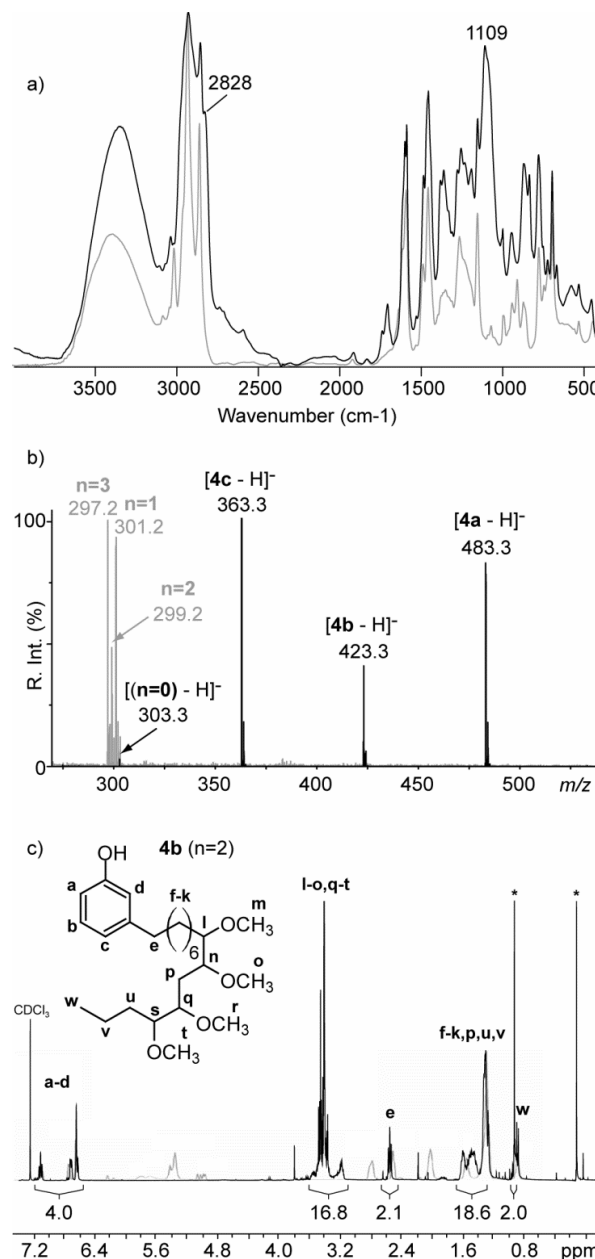 a)
2828
1109
3500 3000 2500 2000 1500 1000 500
Wavenumber (cm-1)
b)
R. Int. (%)
100
0
n=3
297.2
n=1
301.2
n=2
299.2
[(n=0) - H]⁻
303.3
[4c - H]⁻
363.3
[4b - H]⁻
423.3
[4a - H]⁻
483.3
300 350 400 450 500 m/z
c)
4b (n=2)
OH
a d
b c
e
f-k
6
l OCH₃ m
n OCH₃ o
p
q OCH₃ r
s OCH₃ t
u
v
w
CDCl₃
a-d
l-o,q-t
e
f-k,p,u,v
w
* *
4.0 16.8 2.1 18.6 2.0
7.2 6.4 5.6 4.8 4.0 3.2 2.4 1.6 0.8 ppm